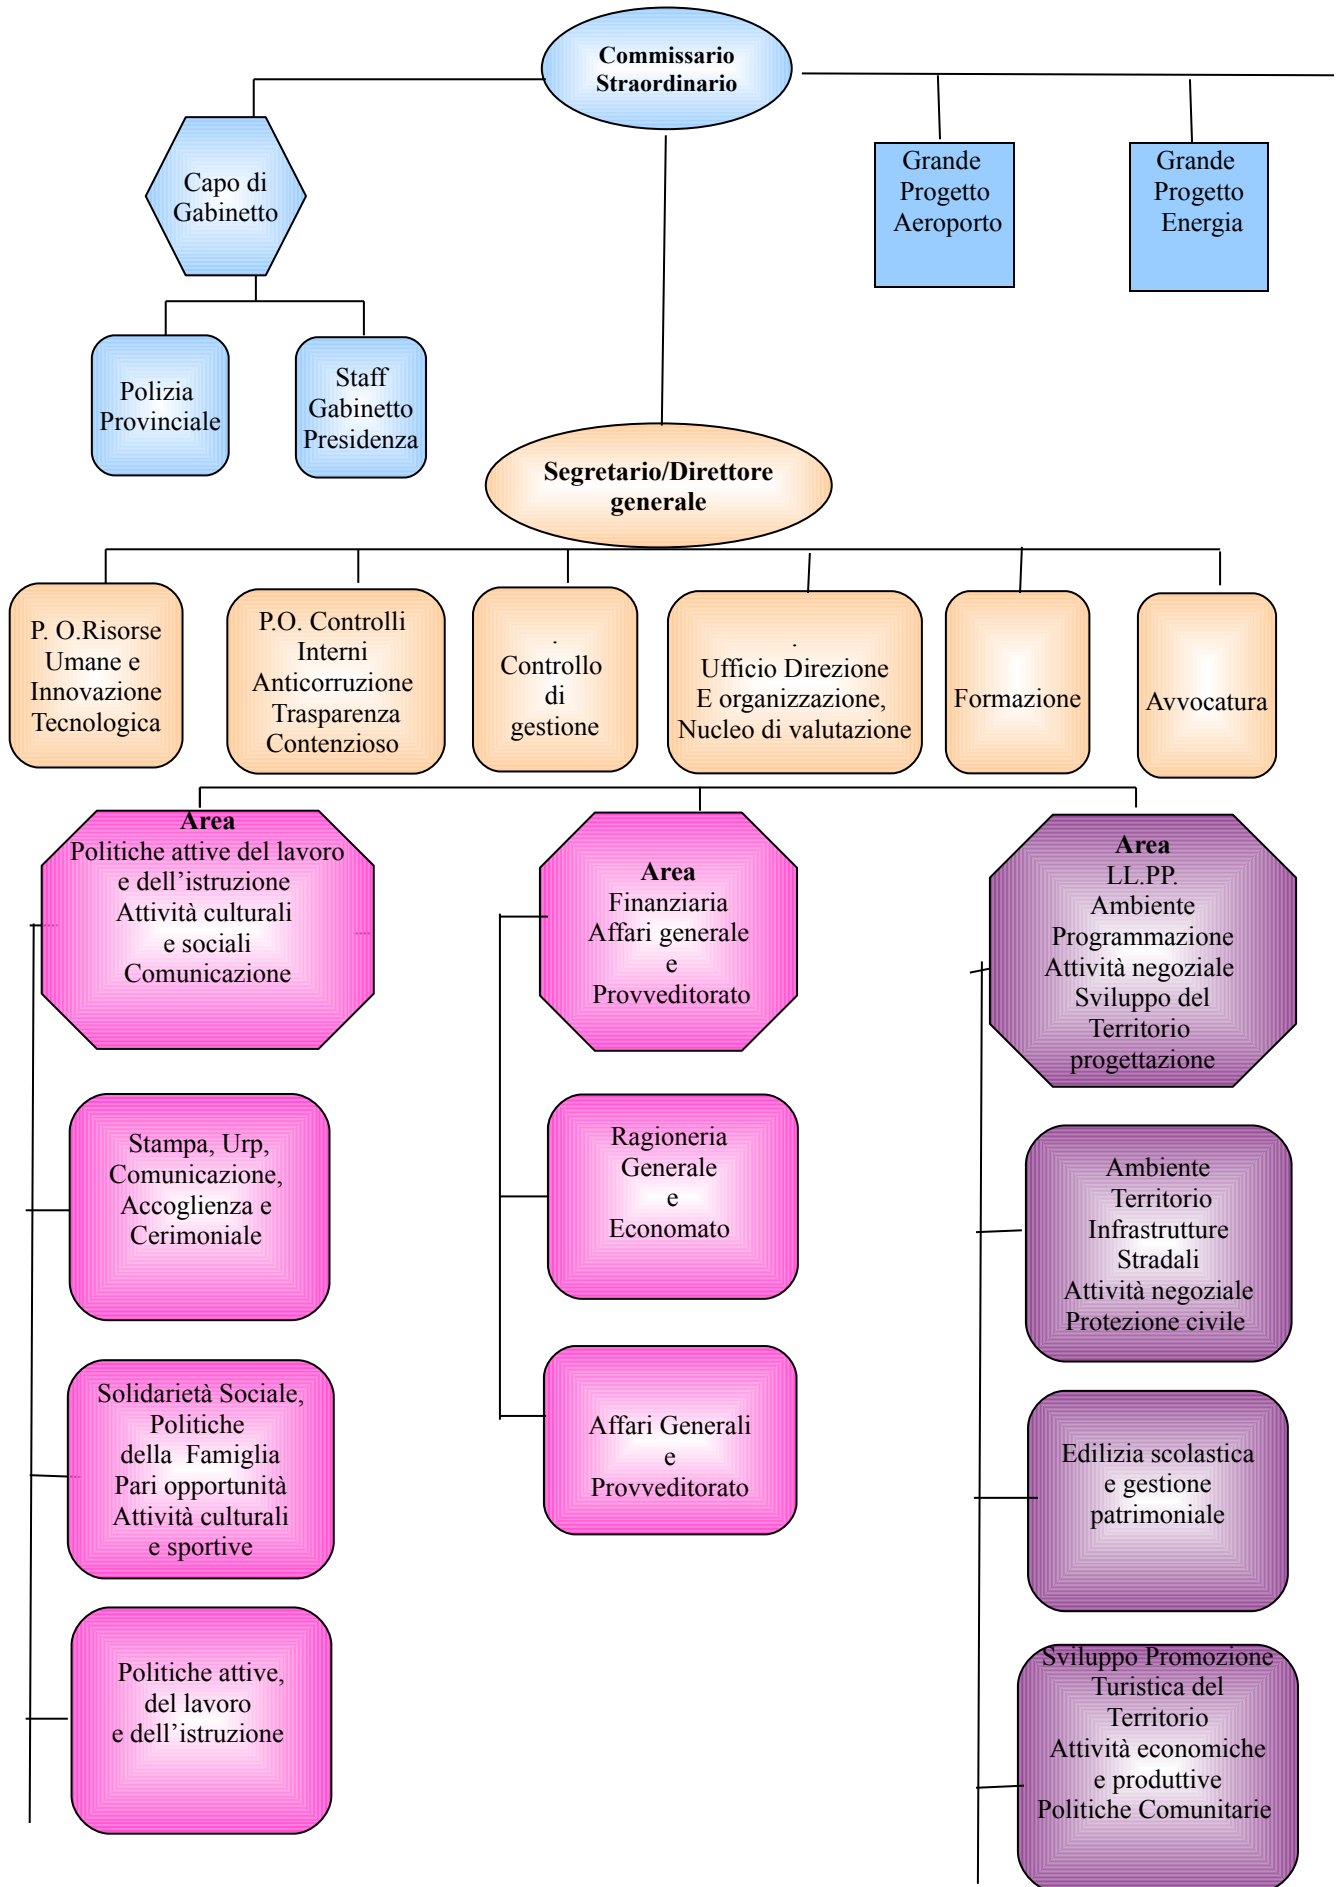 Commissario
Straordinario
Capo di
Gabinetto
Grande
Progetto
Aeroporto
Grande
Progetto
Energia
Polizia
Provinciale
Staff
Gabinetto
Presidenza
Segretario/Direttore
generale
P. O.Risorse
Umane e
Innovazione
Tecnologica
P.O. Controlli
Interni
Anticorruzione
Trasparenza
Contenzioso
.
Controllo
di
gestione
.
Ufficio Direzione
E organizzazione,
Nucleo di valutazione
Formazione
Avvocatura
Area
Politiche attive del lavoro
e dell’istruzione
Attività culturali
e sociali
Comunicazione
Area
Finanziaria
Affari generale
e
Provveditorato
Area
LL.PP.
Ambiente
Programmazione
Attività negoziale
Sviluppo del
Territorio
progettazione
Stampa, Urp,
Comunicazione,
Accoglienza e
Cerimoniale
Ragioneria
Generale
e
Economato
Ambiente
Territorio
Infrastrutture
Stradali
Attività negoziale
Protezione civile
Solidarietà Sociale,
Politiche
della Famiglia
Pari opportunità
Attività culturali
e sportive
Affari Generali
e
Provveditorato
Edilizia scolastica
e gestione
patrimoniale
Politiche attive,
del lavoro
e dell’istruzione
Sviluppo Promozione
Turistica del
Territorio
Attività economiche
e produttive
Politiche Comunitarie